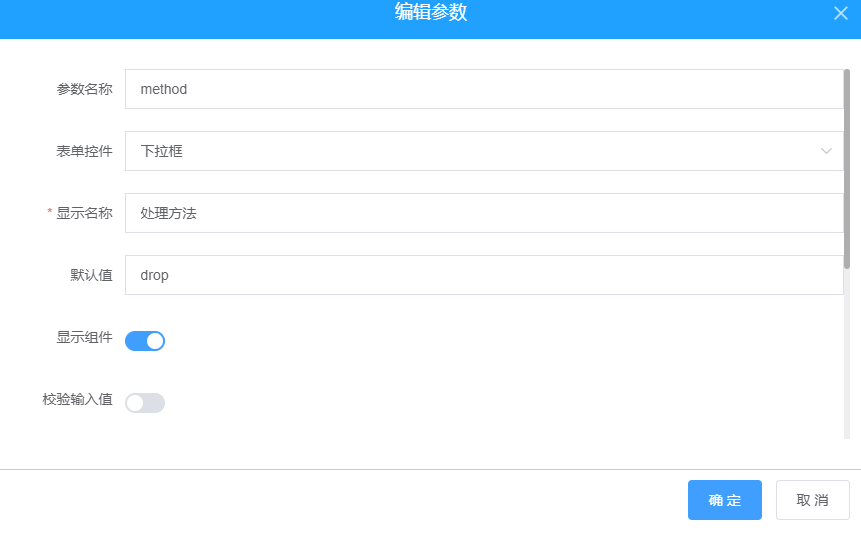 编辑参数
参数名称 method
表单控件 下拉框
* 显示名称 处理方法
默认值 drop
显示组件
校验输入值
确定 取消